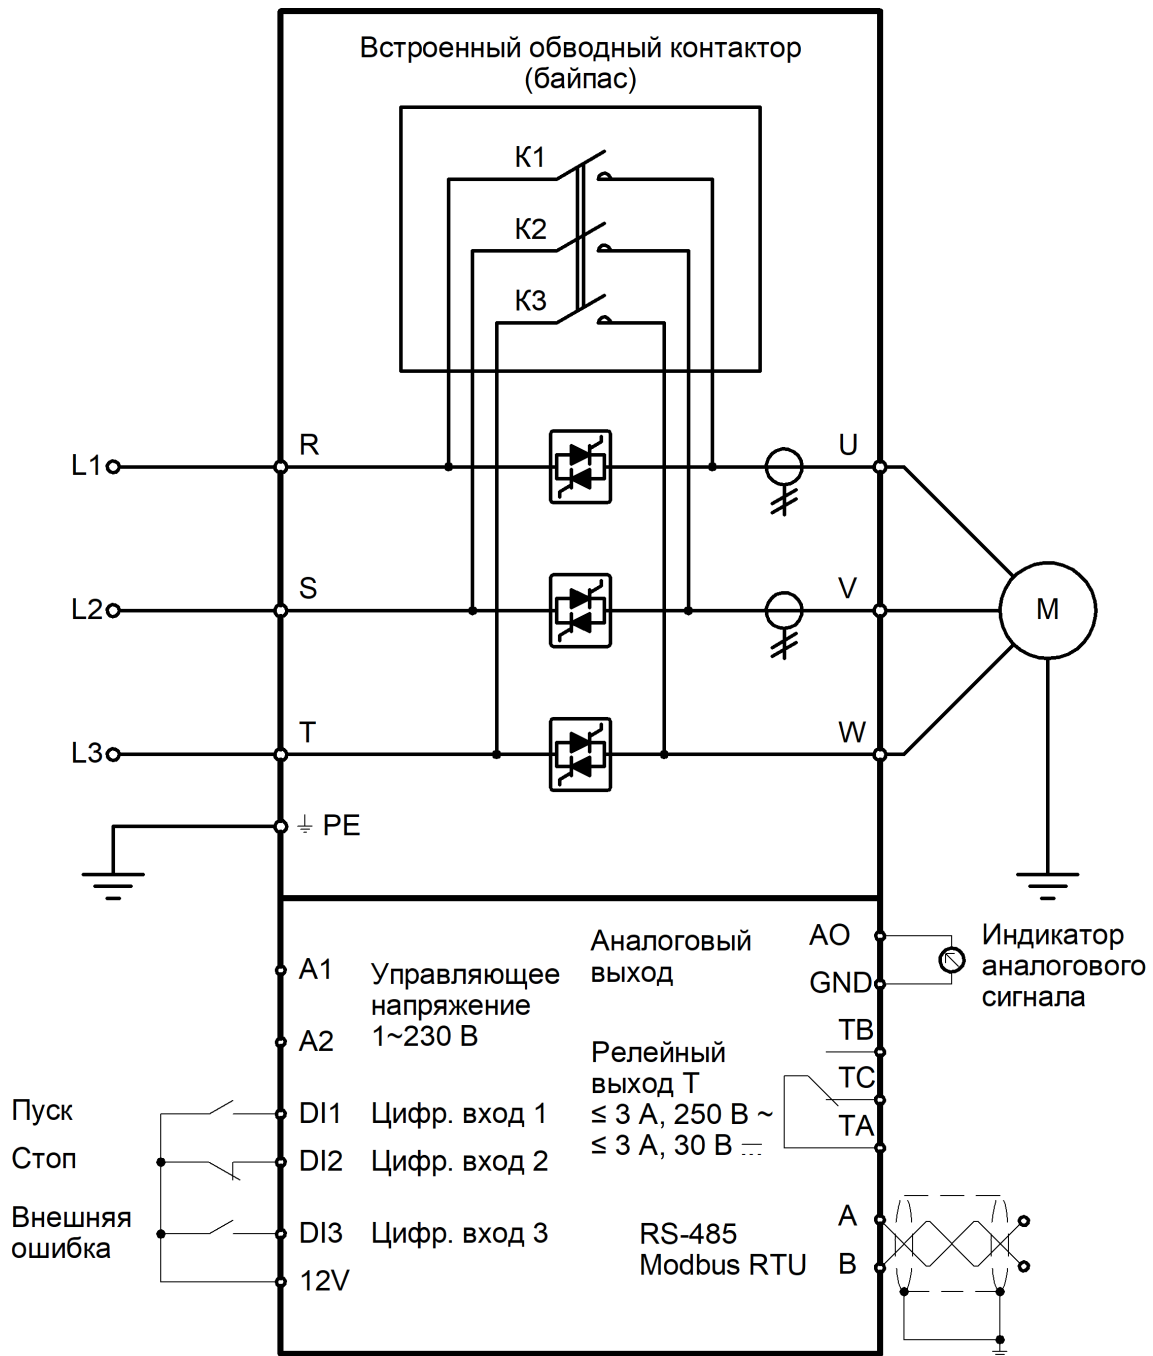 Встроенный обводный контактор
(байпас)
К1
К2
К3
L1
R
U
L2
S
V
M
L3
T
W
PE
A1
A2
Управляющее
напряжение
1~230 В
Аналоговый
выход
AO
GND
Индикатор
аналогового
сигнала
TB
TC
TA
Релейный
выход Т
≤ 3 А, 250 В ~
≤ 3 А, 30 В ⎓
Пуск
DI1 Цифр. вход 1
Стоп
DI2 Цифр. вход 2
Внешняя
ошибка
DI3 Цифр. вход 3
12V
RS-485
Modbus RTU
A
B